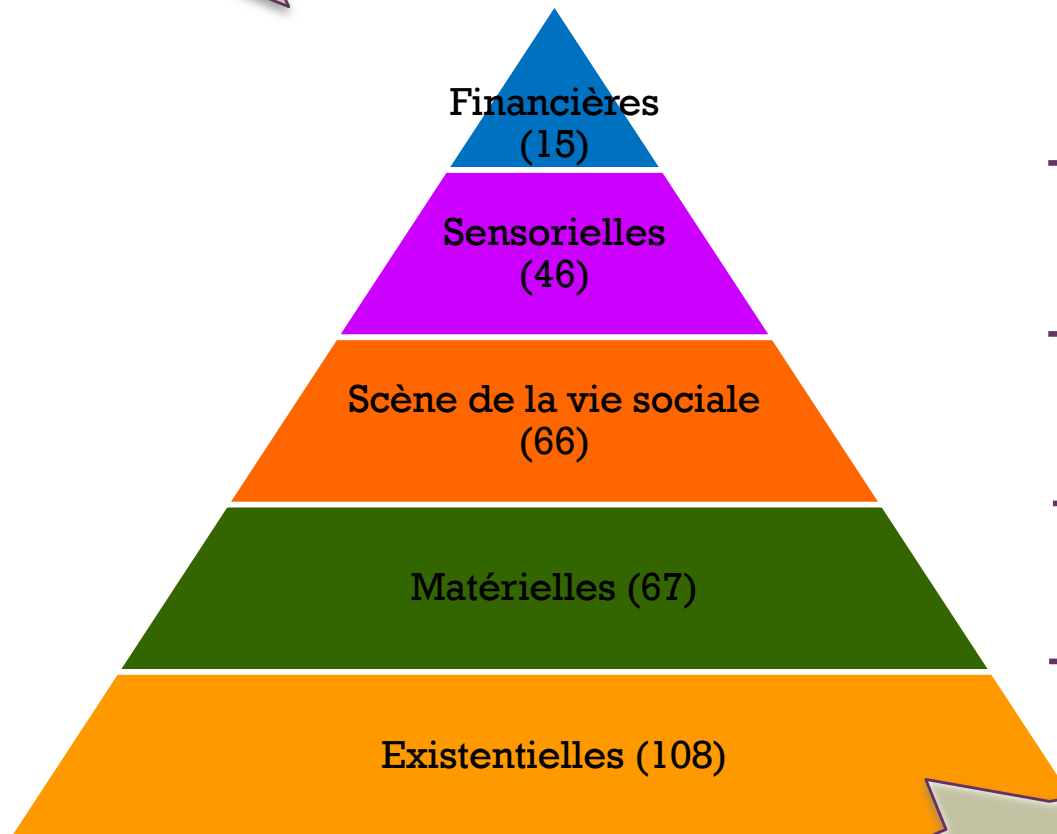 Financières
(15)
Sensorielles
(46)
Scène de la vie sociale
(66)
Matérielles (67)
Existentielles (108)